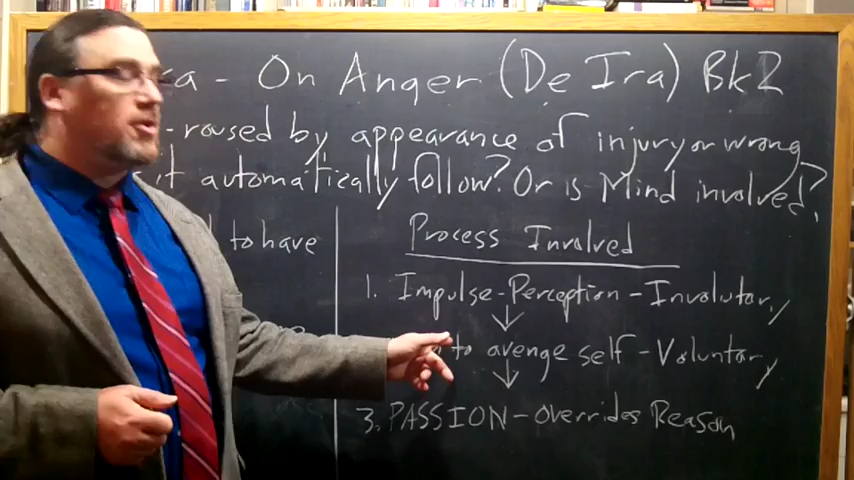 - On Anger (De Ira) Bk 2
-roused by appearance of injury or wrong
it automatically follow? Or is Mind involved?
to have
Process Involved
1. Impulse-Perception-Involutary
to avenge self-Voluntary
3. PASSION-Overrides Reason